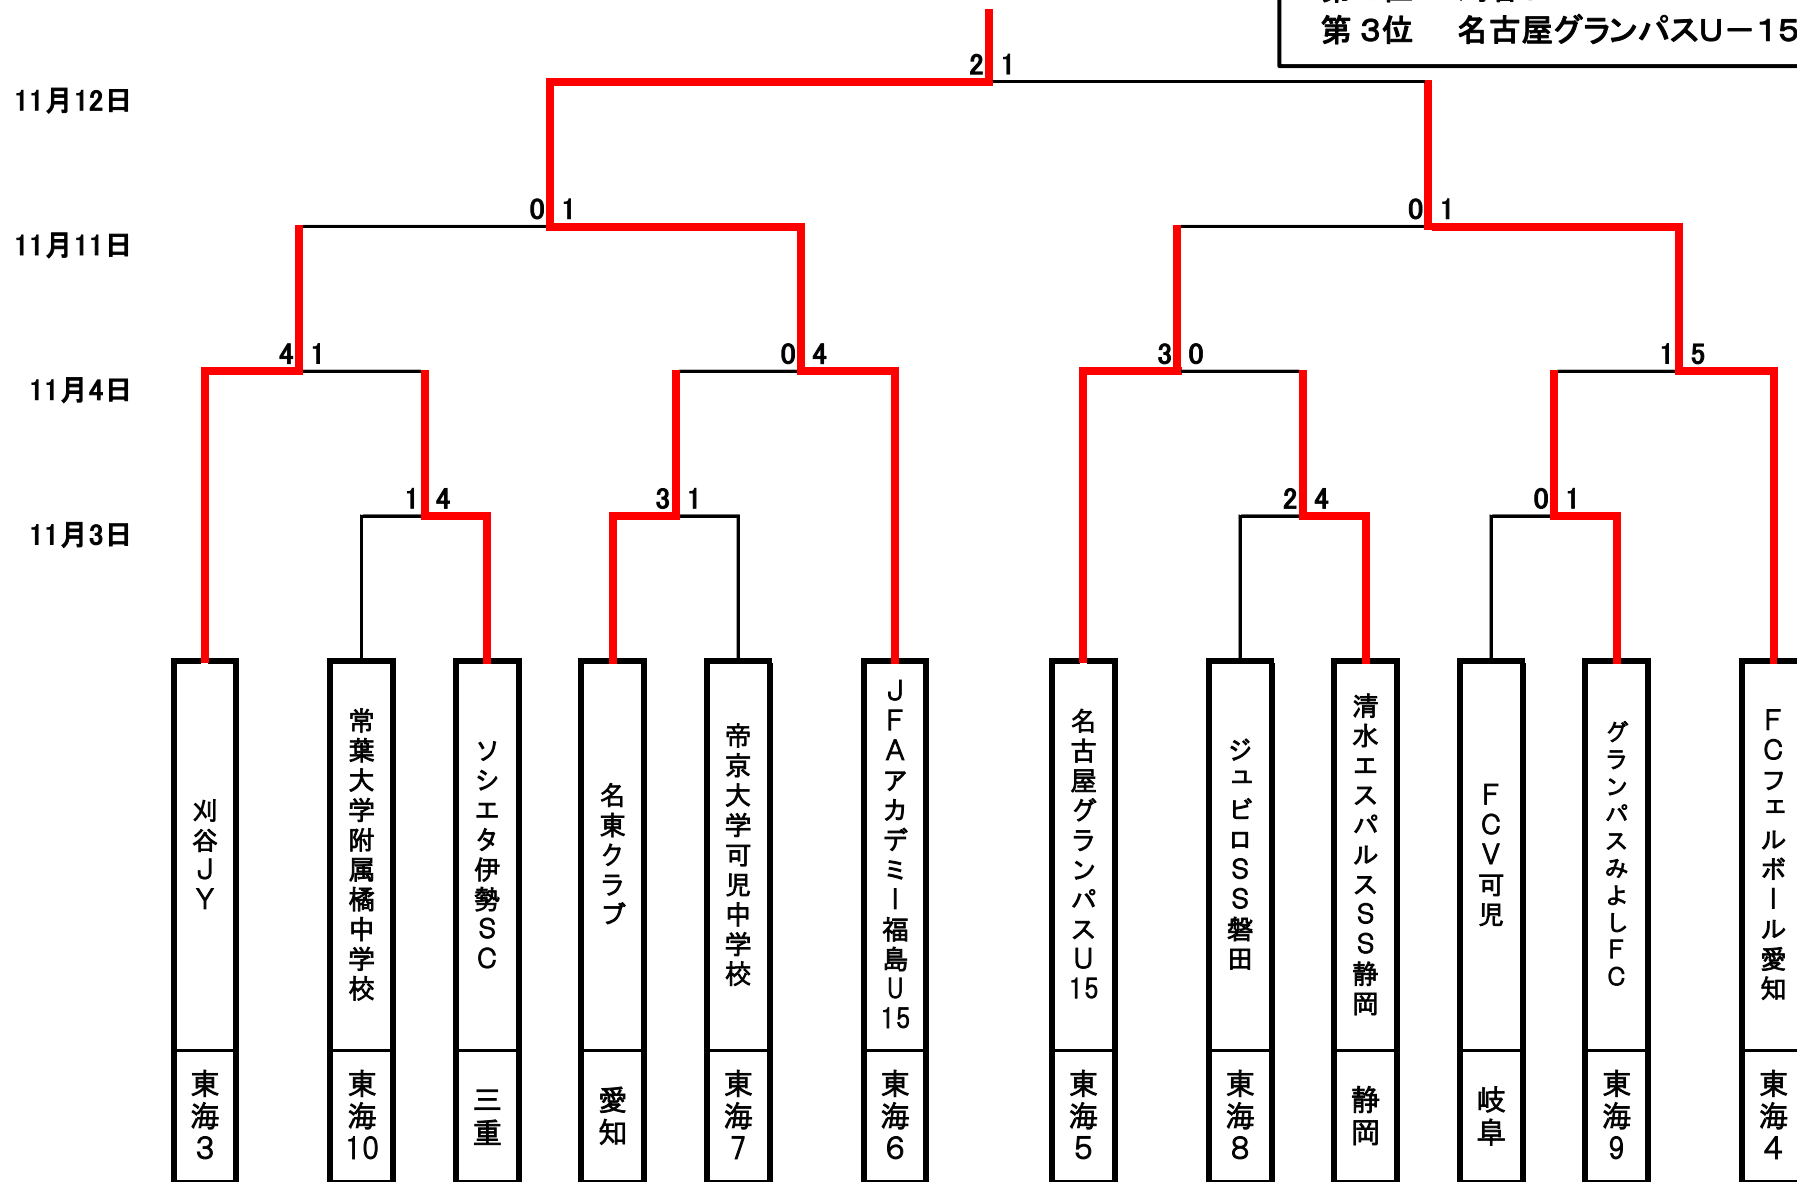 第 3位 名古屋グランパスU－15
2 1
11月12日
0 1
0 1
11月11日
4 1
0 4
3 0
1 5
11月4日
1 4
3 1
2 4
0 1
11月3日
刈谷JY
常葉大学附属橘中学校
ソシエタ伊勢SC
名東クラブ
帝京大学可児中学校
JFAアカデミー福島U15
名古屋グランパスU15
ジュビロSS磐田
清水エスパルスSS静岡
FCV可児
グランパスみよしFC
FCフェルボール愛知
東海3
東海10
三重
愛知
東海7
東海6
東海5
東海8
静岡
岐阜
東海9
東海4